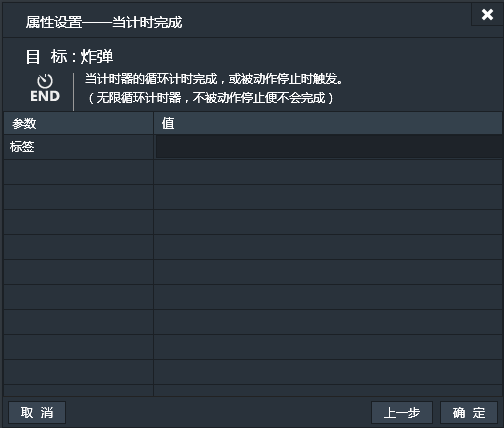 属性设置——当计时完成
目 标：炸弹
END
当计时器的循环计时完成，或被动作停止时触发。
（无限循环计时器，不被动作停止便不会完成）
参数 值
标签
取 消 上一步 确 定